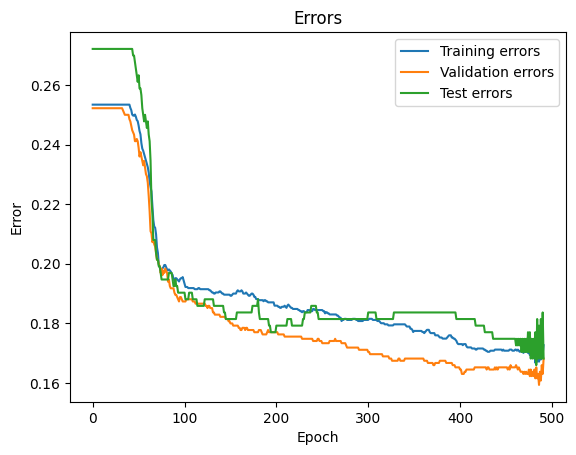 Errors
Training errors
Validation errors
Test errors
0.26
0.24
0.22
0.20
0.18
0.16
Error
0
100
200
300
400
500
Epoch